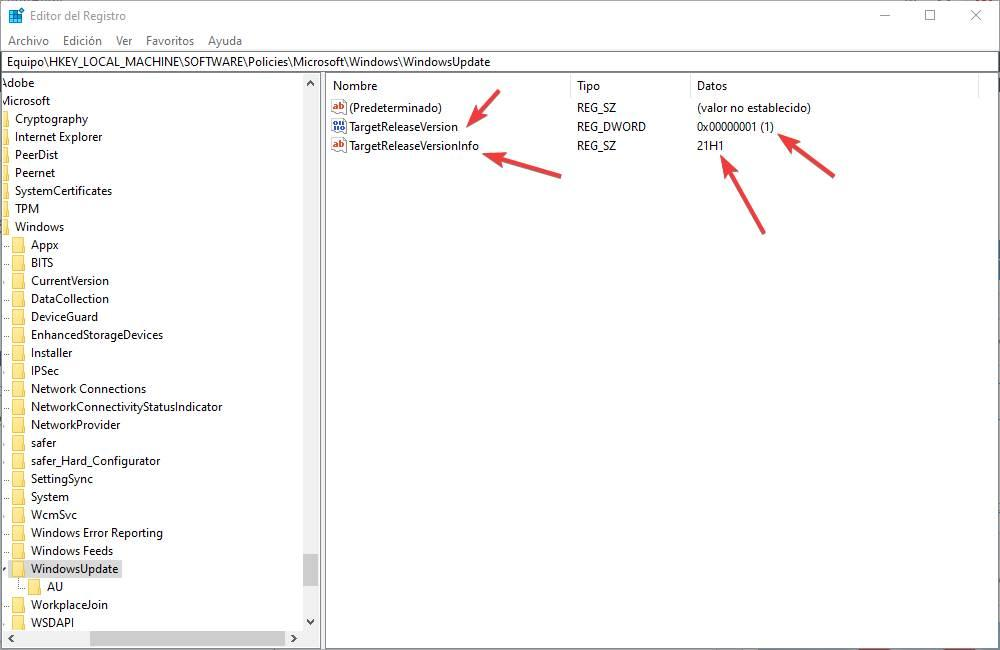 Editor del Registro
Archivo Edición Ver Favoritos Ayuda
Equipo\HKEY_LOCAL_MACHINE\SOFTWARE\Policies\Microsoft\Windows\WindowsUpdate
Adobe
Microsoft
Cryptography
Internet Explorer
PeerDist
Peernet
SystemCertificates
TPM
Windows
Appx
BITS
CurrentVersion
DataCollection
DeviceGuard
EnhancedStorageDevices
Installer
IPSec
Network Connections
NetworkConnectivityStatusIndicator
NetworkProvider
safer
safer_Hard_Configurator
SettingSync
System
WcmSvc
Windows Error Reporting
Windows Feeds
WindowsUpdate
AU
WorkplaceJoin
WSDAPI
Nombre Tipo Datos
(Predeterminado) REG_SZ (valor no establecido)
TargetReleaseVersion REG_DWORD 0x00000001 (1)
TargetReleaseVersionInfo REG_SZ 21H1